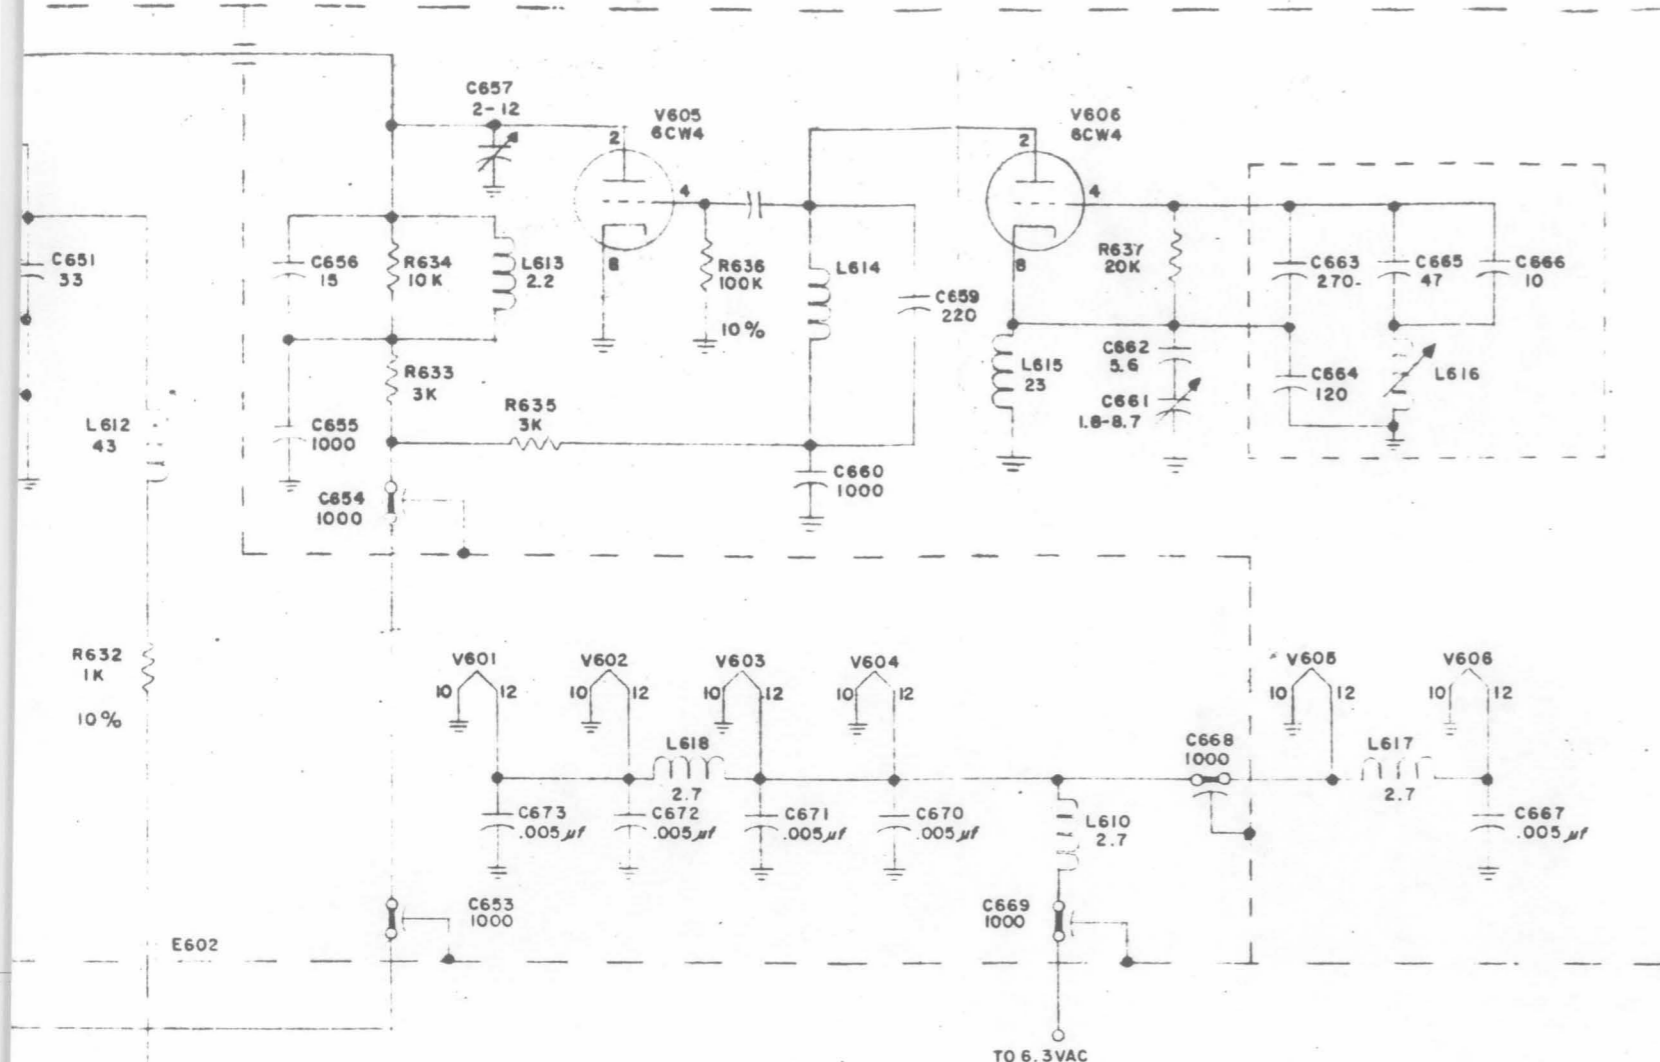 C657
2-12
V605
6CW4
2
4
8
V606
6CW4
2
4
8
C651
33
C656
15
R634
10K
L613
2.2
R636
100K
10%
L614
C659
220
R637
20K
C663
270
C665
47
C666
10
R633
3K
L615
23
C662
5.6
C661
1.8-8.7
C664
120
L616
L612
43
C655
1000
R635
3K
C654
1000
C660
1000
R632
1K
10%
V601
10
12
V602
10
12
V603
10
12
V604
10
12
V605
10
12
V606
10
12
L618
2.7
C668
1000
L617
2.7
C673
.005µf
C672
.005µf
C671
.005µf
C670
.005µf
L610
2.7
C667
.005µf
C653
1000
C669
1000
E602
TO 6.3VAC